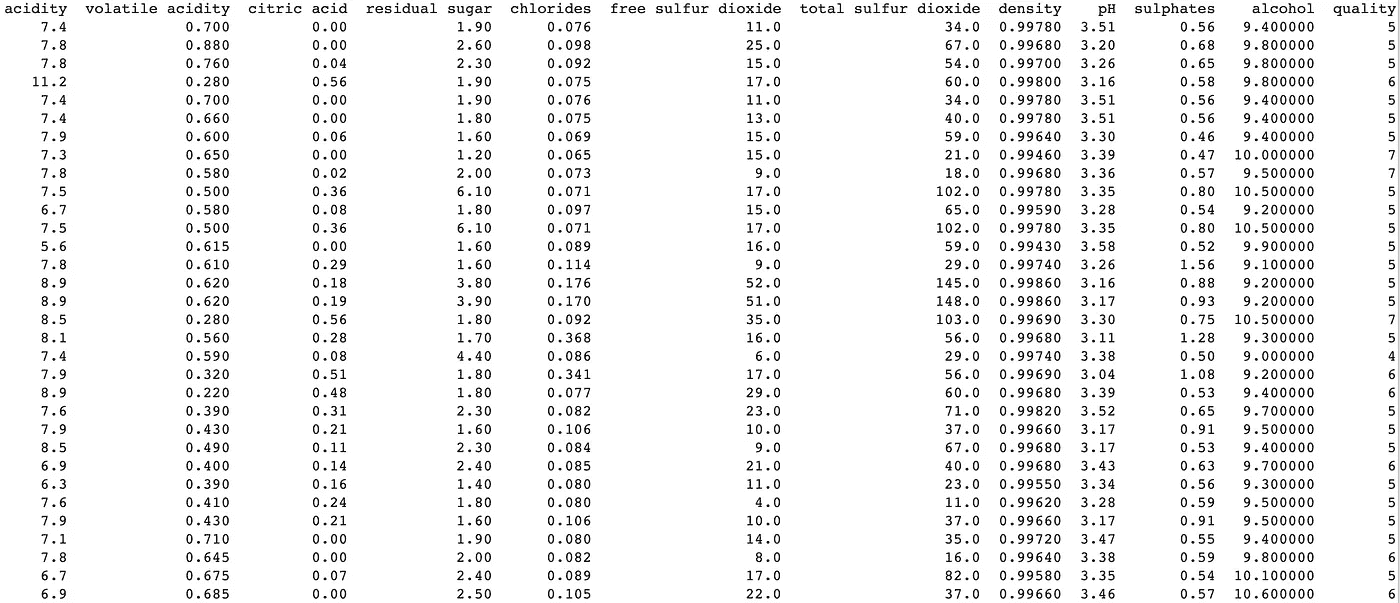 acidity volatile acidity citric acid residual sugar chlorides free sulfur dioxide total sulfur dioxide density pH sulphates alcohol quality
7.4 0.700 0.00 1.90 0.076 11.0 34.0 0.99780 3.51 0.56 9.400000 5
7.8 0.880 0.00 2.60 0.098 25.0 67.0 0.99680 3.20 0.68 9.800000 5
7.8 0.760 0.04 2.30 0.092 15.0 54.0 0.99700 3.26 0.65 9.800000 5
11.2 0.280 0.56 1.90 0.075 17.0 60.0 0.99800 3.16 0.58 9.800000 6
7.4 0.700 0.00 1.90 0.076 11.0 34.0 0.99780 3.51 0.56 9.400000 5
7.4 0.660 0.00 1.80 0.075 13.0 40.0 0.99780 3.51 0.56 9.400000 5
7.9 0.600 0.06 1.60 0.069 15.0 59.0 0.99640 3.30 0.46 9.400000 5
7.3 0.650 0.00 1.20 0.065 15.0 21.0 0.99460 3.39 0.47 10.000000 7
7.8 0.580 0.02 2.00 0.073 9.0 18.0 0.99680 3.36 0.57 9.500000 7
7.5 0.500 0.36 6.10 0.071 17.0 102.0 0.99780 3.35 0.80 10.500000 5
6.7 0.580 0.08 1.80 0.097 15.0 65.0 0.99590 3.28 0.54 9.200000 5
7.5 0.500 0.36 6.10 0.071 17.0 102.0 0.99780 3.35 0.80 10.500000 5
5.6 0.615 0.00 1.60 0.089 16.0 59.0 0.99430 3.58 0.52 9.900000 5
7.8 0.610 0.29 1.60 0.114 9.0 29.0 0.99740 3.26 1.56 9.100000 5
8.9 0.620 0.18 3.80 0.176 52.0 145.0 0.99860 3.16 0.88 9.200000 5
8.9 0.620 0.19 3.90 0.170 51.0 148.0 0.99860 3.17 0.93 9.200000 5
8.5 0.280 0.56 1.80 0.092 35.0 103.0 0.99690 3.30 0.75 10.500000 7
8.1 0.560 0.28 1.70 0.368 16.0 56.0 0.99680 3.11 1.28 9.300000 5
7.4 0.590 0.08 4.40 0.086 6.0 29.0 0.99740 3.38 0.50 9.000000 4
7.9 0.320 0.51 1.80 0.341 17.0 56.0 0.99690 3.04 1.08 9.200000 6
8.9 0.220 0.48 1.80 0.077 29.0 60.0 0.99680 3.39 0.53 9.400000 6
7.6 0.390 0.31 2.30 0.082 23.0 71.0 0.99820 3.52 0.65 9.700000 5
7.9 0.430 0.21 1.60 0.106 10.0 37.0 0.99660 3.17 0.91 9.500000 5
8.5 0.490 0.11 2.30 0.084 9.0 67.0 0.99680 3.17 0.53 9.400000 5
6.9 0.400 0.14 2.40 0.085 21.0 40.0 0.99680 3.43 0.63 9.700000 6
6.3 0.390 0.16 1.40 0.080 11.0 23.0 0.99550 3.34 0.56 9.300000 5
7.6 0.410 0.24 1.80 0.080 4.0 11.0 0.99620 3.28 0.59 9.500000 5
7.9 0.430 0.21 1.60 0.106 10.0 37.0 0.99660 3.17 0.91 9.500000 5
7.1 0.710 0.00 1.90 0.080 14.0 35.0 0.99720 3.47 0.55 9.400000 5
7.8 0.645 0.00 2.00 0.082 8.0 16.0 0.99640 3.38 0.59 9.800000 6
6.7 0.675 0.07 2.40 0.089 17.0 82.0 0.99580 3.35 0.54 10.100000 5
6.9 0.685 0.00 2.50 0.105 22.0 37.0 0.99660 3.46 0.57 10.600000 6